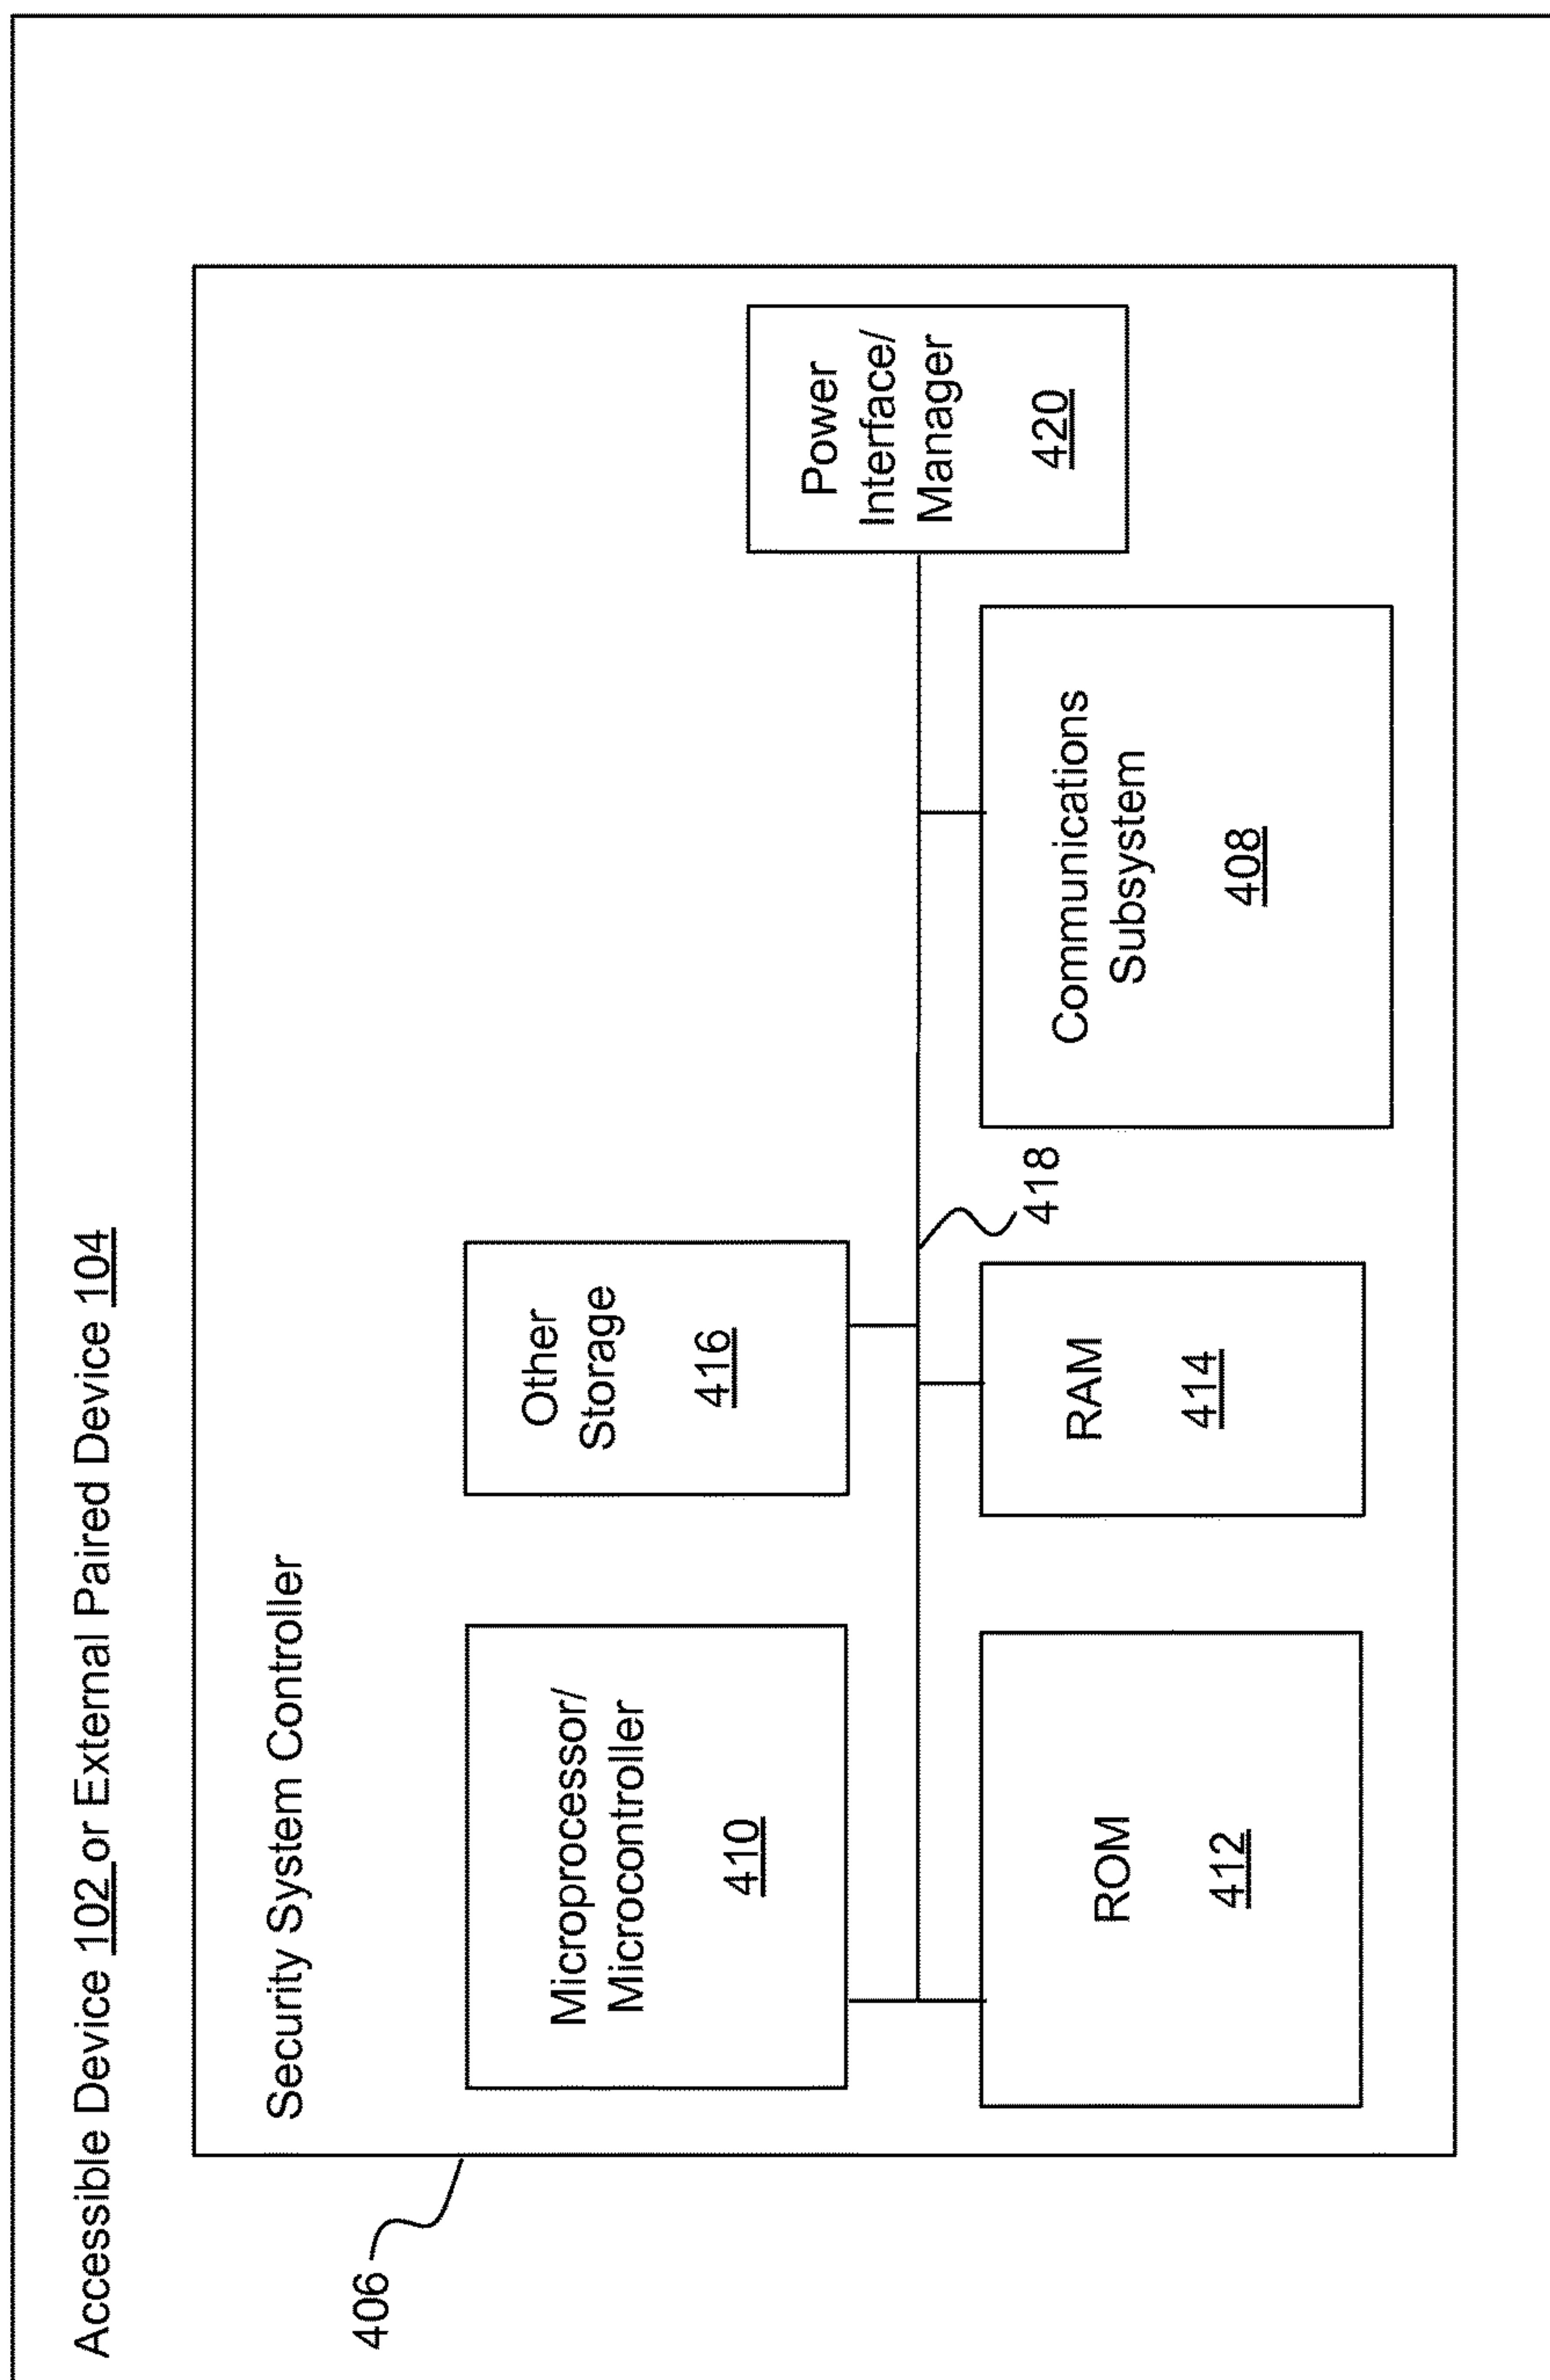 Accessible Device 102 or External Paired Device 104
406
Security System Controller
Microprocessor/
Microcontroller
410
Other
Storage
416
Power
Interface/
Manager
420
418
ROM
412
RAM
414
Communications
Subsystem
408